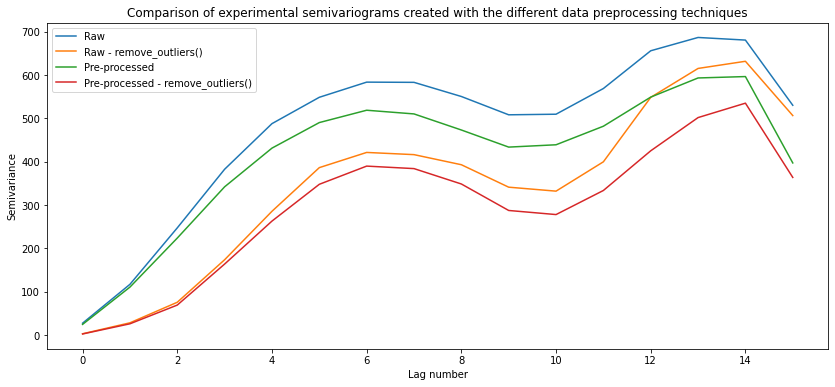 Comparison of experimental semivariograms created with the different data preprocessing techniques
Raw
Raw - remove_outliers()
Pre-processed
Pre-processed - remove_outliers()
700
600
500
400
300
200
100
0
Semivariance
0 2 4 6 8 10 12 14
Lag number